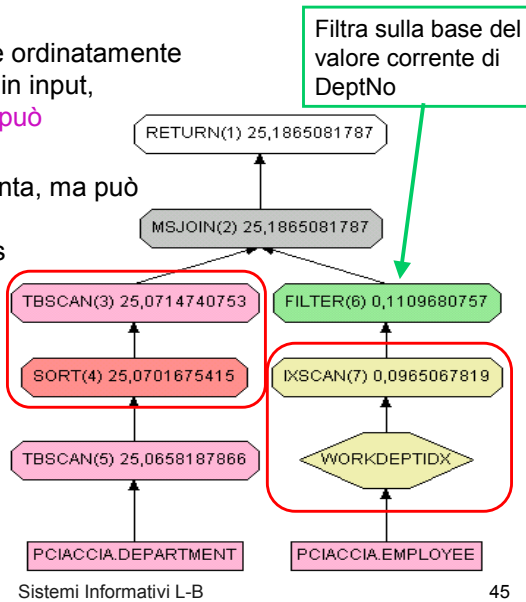 e ordinatamente
in input,
può
nta, ma può
s
Filtra sulla base del
valore corrente di
DeptNo
RETURN(1) 25,1865081787
MSJOIN(2) 25,1865081787
TBSCAN(3) 25,0714740753
FILTER(6) 0,1109680757
SORT(4) 25,0701675415
IXSCAN(7) 0,0965067819
TBSCAN(5) 25,0658187866
WORKDEPTIDX
PCIACCIA.DEPARTMENT
PCIACCIA.EMPLOYEE
Sistemi Informativi L-B
45